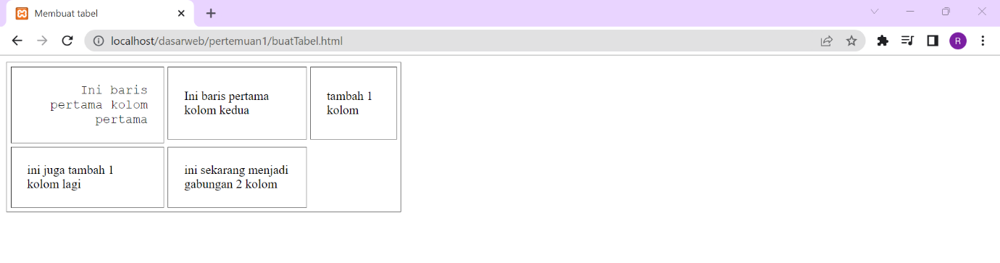 Membuat tabel
localhost/dasarweb/pertemuan1/buatTabel.html
R
Ini baris
pertama kolom
pertama
Ini baris pertama
kolom kedua
tambah 1
kolom
ini juga tambah 1
kolom lagi
ini sekarang menjadi
gabungan 2 kolom